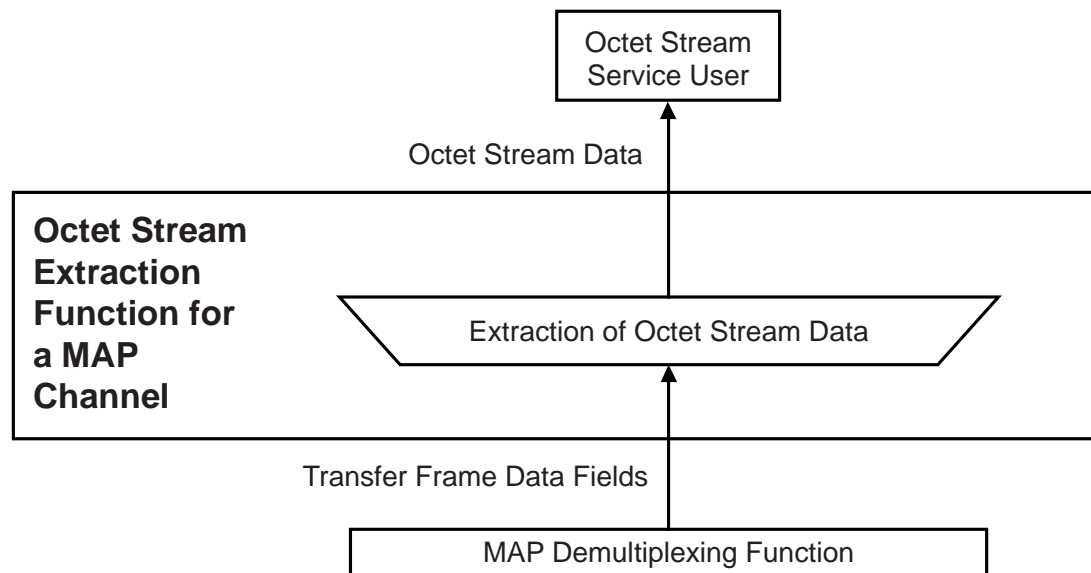 Octet Stream
Service User
Octet Stream Data
Octet Stream
Extraction
Function for
a MAP
Channel
Extraction of Octet Stream Data
Transfer Frame Data Fields
MAP Demultiplexing Function